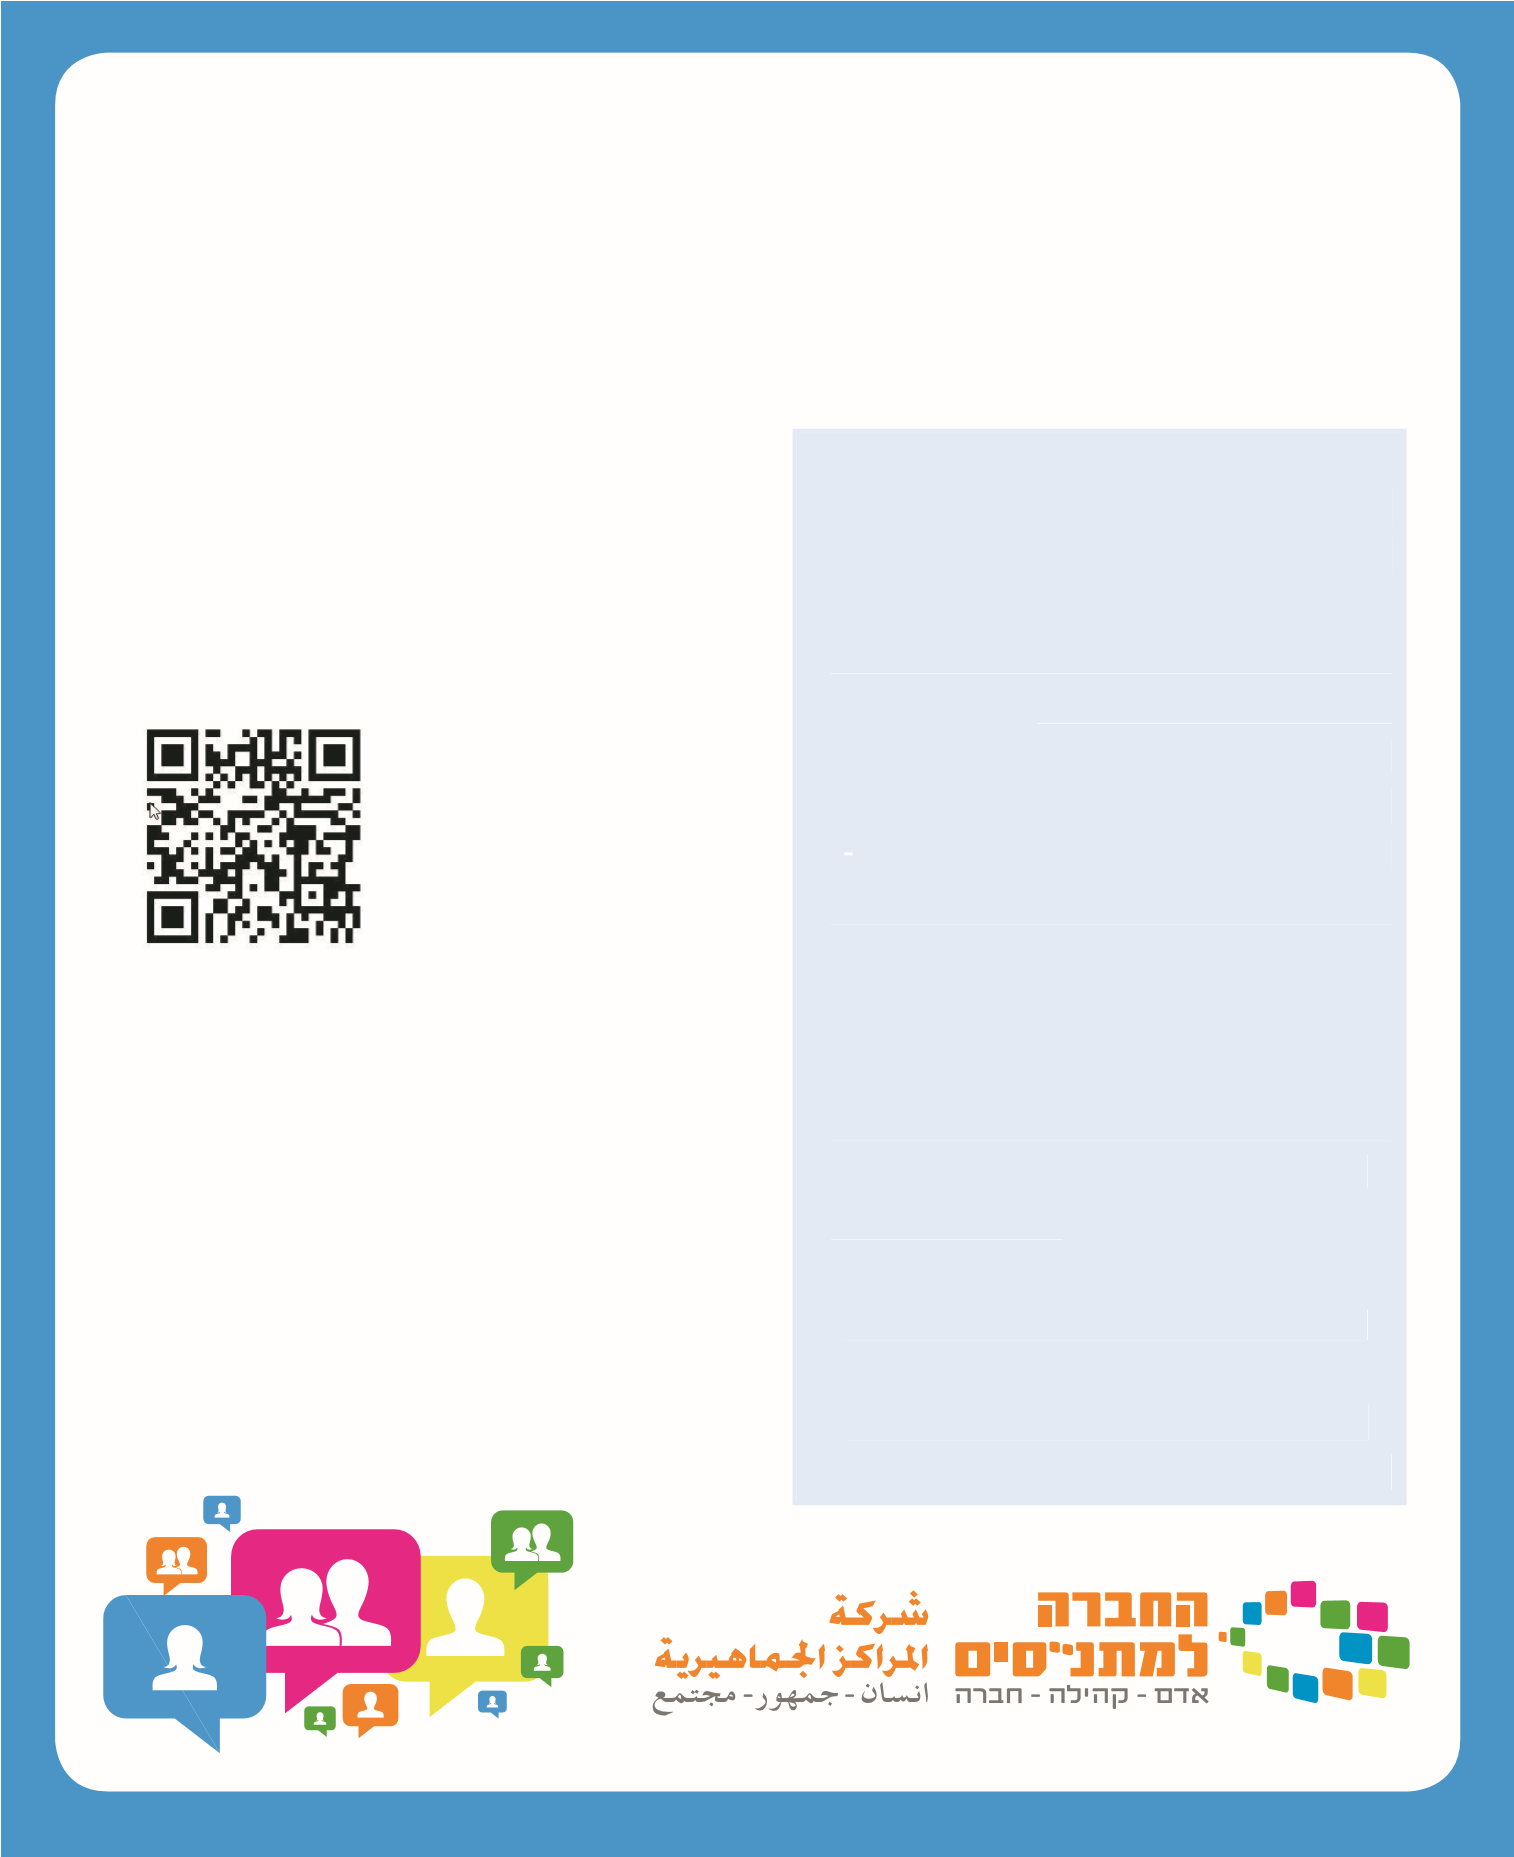 החברה
למתנ״סים
אדם - קהילה - חברה
شركة
المراكز الجماهيرية
انسان - جمهور - مجتمع